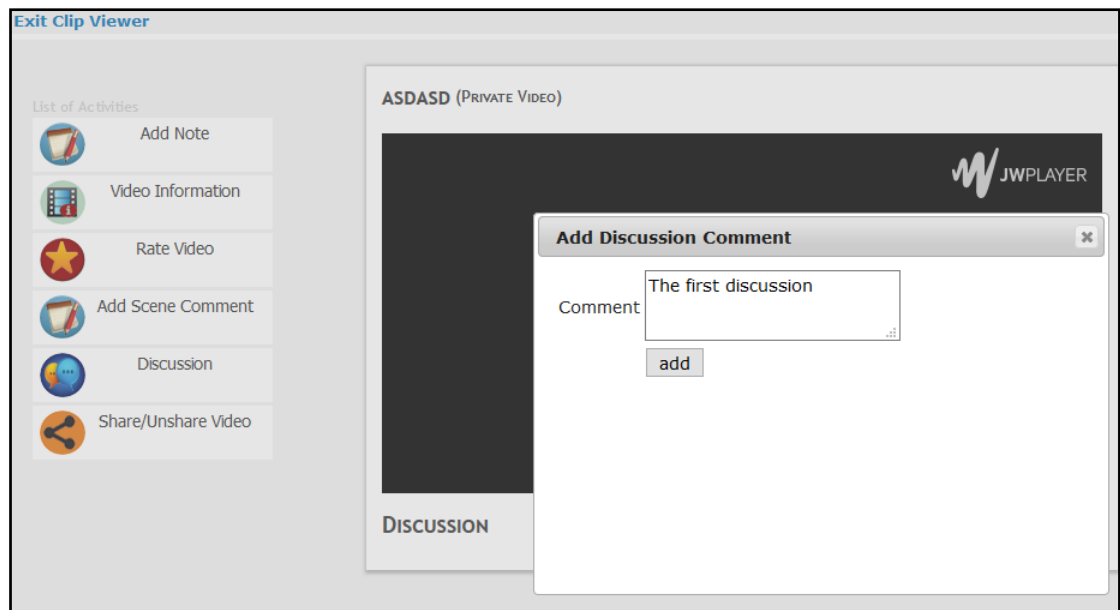 Exit Clip Viewer
List of Activities
Add Note
Video Information
Rate Video
Add Scene Comment
Discussion
Share/Unshare Video
ASDASD (PRIVATE VIDEO)
JWPLAYER
Add Discussion Comment
Comment
The first discussion
add
DISCUSSION